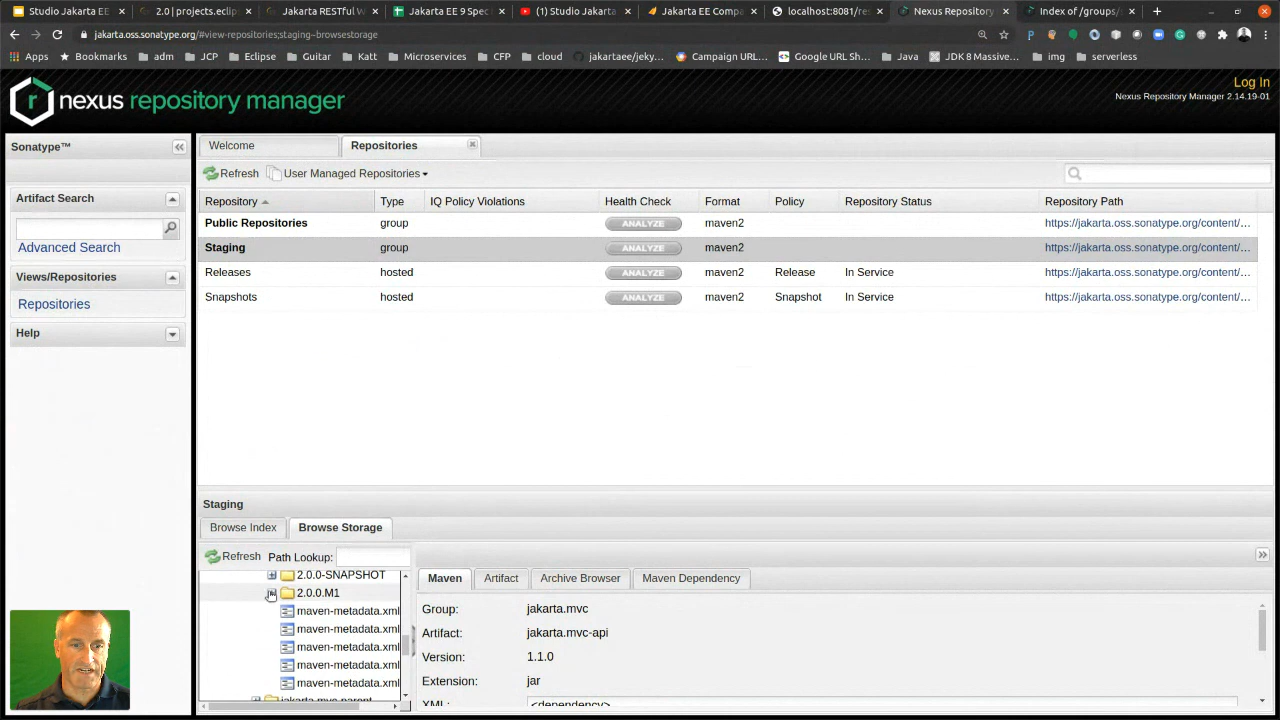 Studio Jakarta EE
2.0 | projects.eclip
Jakarta RESTful W
Jakarta EE 9 Spec
(1) Studio Jakarta
Jakarta EE Compa
localhost:8081/res
Nexus Repository
Index of /groups/
jakarta.oss.sonatype.org/#view-repositories;staging~browsestorage
Apps
Bookmarks
adm
JCP
Eclipse
Guitar
Katt
Microservices
CFP
cloud
jakartaee/jeky...
Campaign URL...
Google URL Shor...
Java
JDK 8 Massive...
img
serverless
nexus repository manager
Log In
Nexus Repository Manager 2.14.19-01
Sonatype™
Welcome
Repositories
Refresh
User Managed Repositories
Artifact Search
Advanced Search
Views/Repositories
Repositories
Help
Repository Type IQ Policy Violations Health Check Format Policy Repository Status Repository Path
Public Repositories group ANALYZE maven2 https://jakarta.oss.sonatype.org/content/...
Staging group ANALYZE maven2 https://jakarta.oss.sonatype.org/content/...
Releases hosted ANALYZE maven2 Release In Service https://jakarta.oss.sonatype.org/content/...
Snapshots hosted ANALYZE maven2 Snapshot In Service https://jakarta.oss.sonatype.org/content/...
Staging
Browse Index
Browse Storage
Refresh Path Lookup:
2.0.0-SNAPSHOT
2.0.0.M1
maven-metadata.xml
maven-metadata.xml
maven-metadata.xml
maven-metadata.xml
maven-metadata.xml
jakarta.mvc-parent
Maven
Artifact
Archive Browser
Maven Dependency
Group: jakarta.mvc
Artifact: jakarta.mvc-api
Version: 1.1.0
Extension: jar
XML: <dependency>